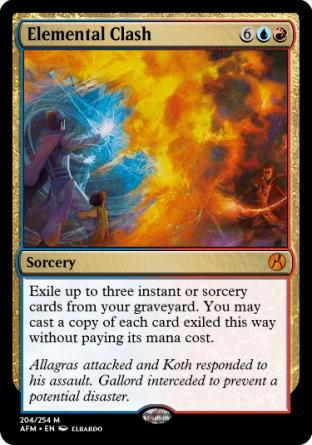 Elemental Clash 6
Sorcery
Exile up to three instant or sorcery
cards from your graveyard. You may
cast a copy of each card exiled this way
without paying its mana cost.
Allagras attacked and Koth responded to
his assault. Gallord interceded to prevent a
potential disaster.
204/254 M
AFM • EN ELBARDO